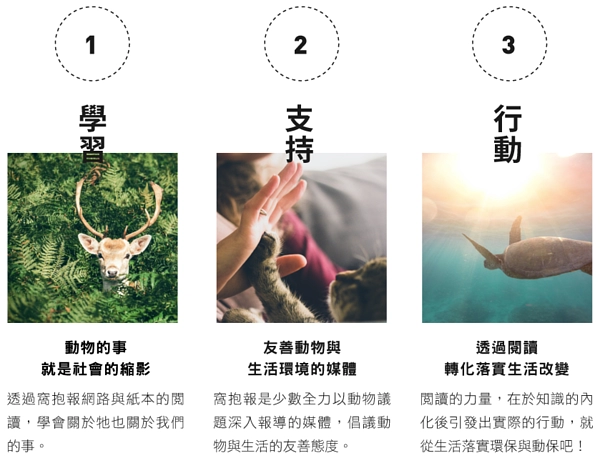 1
學習
動物的事
就是社會的縮影
透過窩抱報網路與紙本的閱
讀，學會關於牠也關於我們
的事。
2
支持
友善動物與
生活環境的媒體
窩抱報是少數全力以動物議
題深入報導的媒體，倡議動
物與生活的友善態度。
3
行動
透過閱讀
轉化落實生活改變
閱讀的力量，在於知識的內
化後引發出實際的行動，就
從生活落實環保與動保吧！